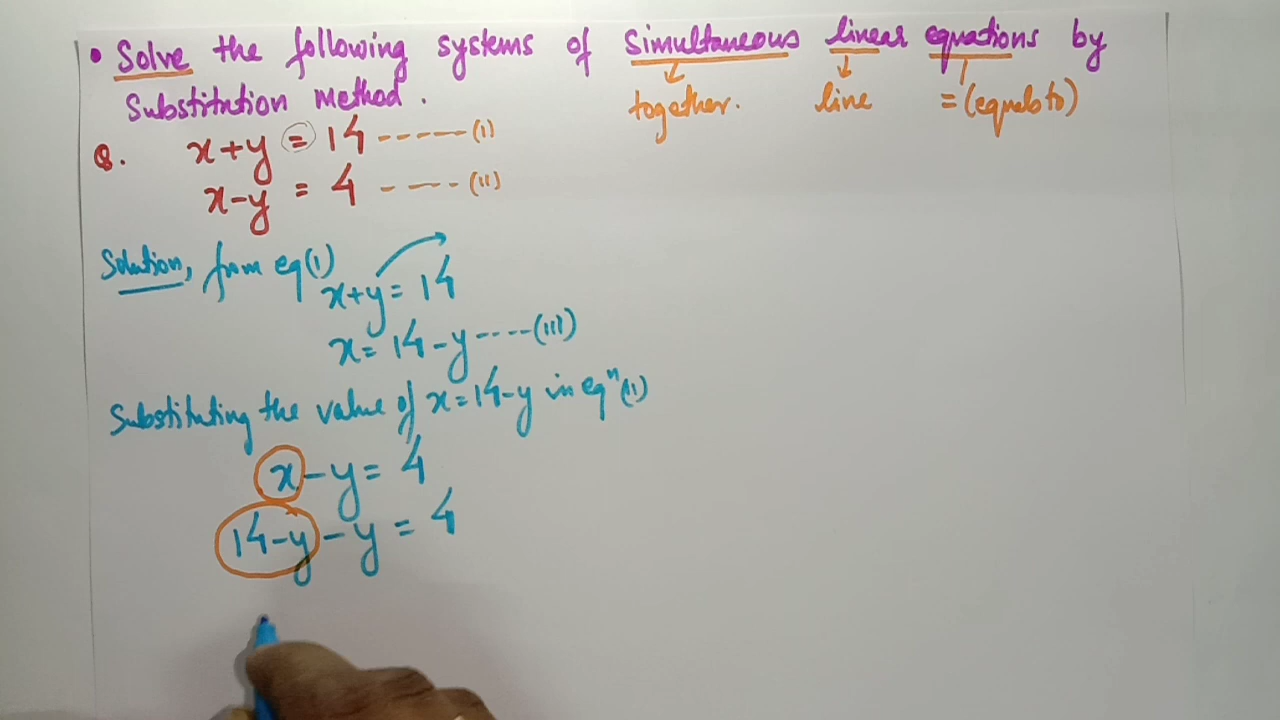 • Solve the following systems of simultaneous linear equations by
together. line =(equals to)
Substitution Method.
Q. x+y = 14 ------(I)
x-y = 4 - ----(II)
Solution, from eq(I)
x+y = 14
x= 14-y----(III)
Substituting the value of x=14-y in eqⁿ(II)
x-y = 4
14-y-y = 4